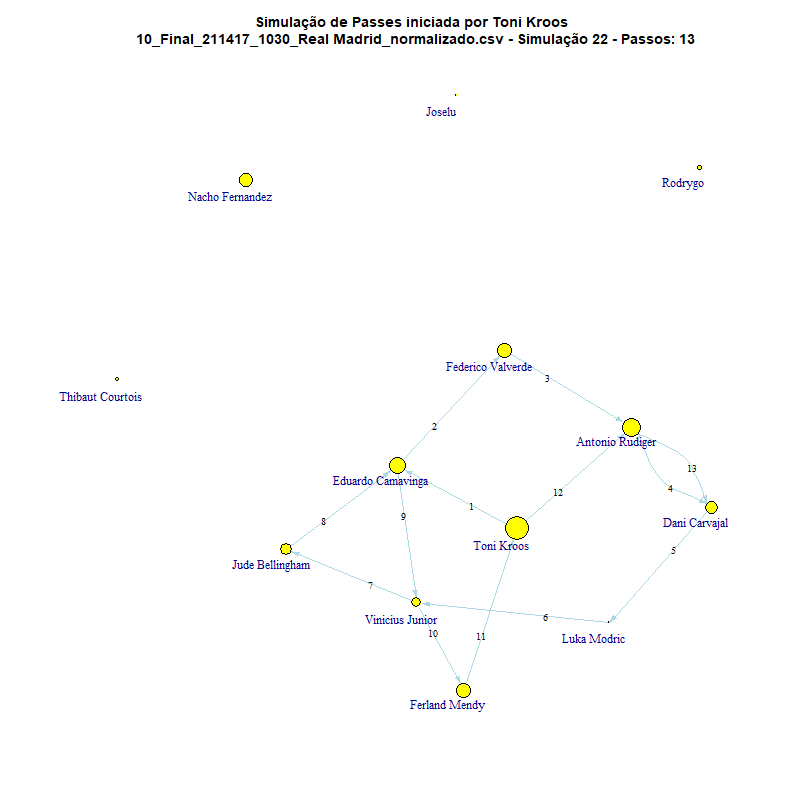 Simulação de Passes iniciada por Toni Kroos
10_Final_211417_1030_Real Madrid_normalizado.csv - Simulação 22 - Passos: 13
Joselu
Rodrygo
Nacho Fernandez
Federico Valverde
3
Thibaut Courtois
2
Antonio Rudiger
13
Eduardo Camavinga
4
12
1
9
8
Dani Carvajal
Toni Kroos
5
Jude Bellingham
7
Vinicius Junior
6
10
11
Luka Modric
Ferland Mendy